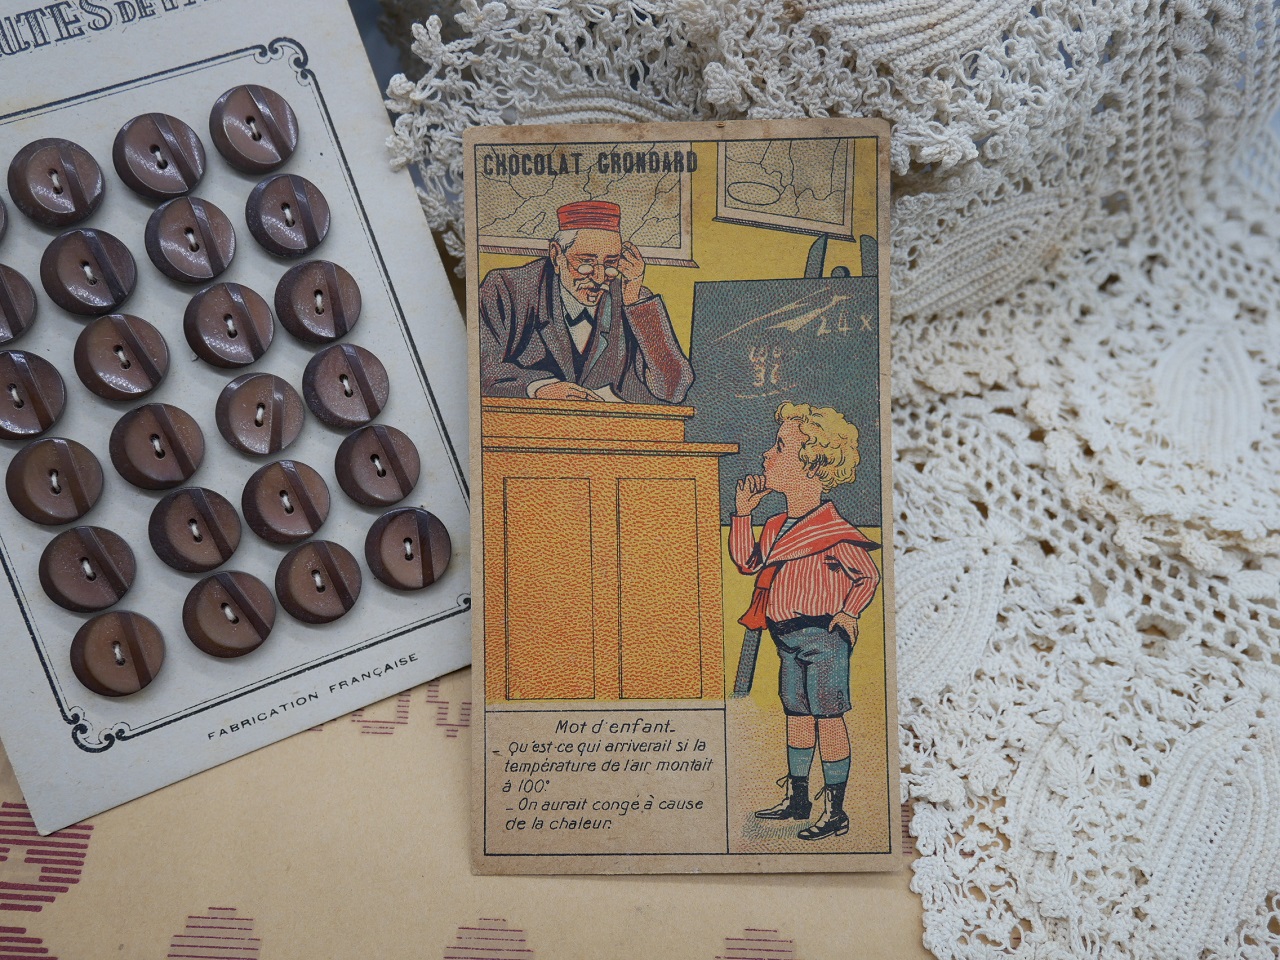 FABRICATION FRANÇAISE
CHOCOLAT GRONDARD
24 x
Mot d'enfant_
_ Qu'est-ce qui arriverait si la
température de l'air montait
à 100°.
_ On aurait congé à cause
de la chaleur.